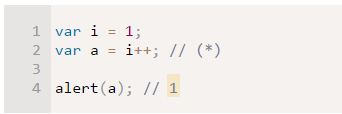 1 var i = 1;
2 var a = i++; // (*)
3
4 alert(a); // 1